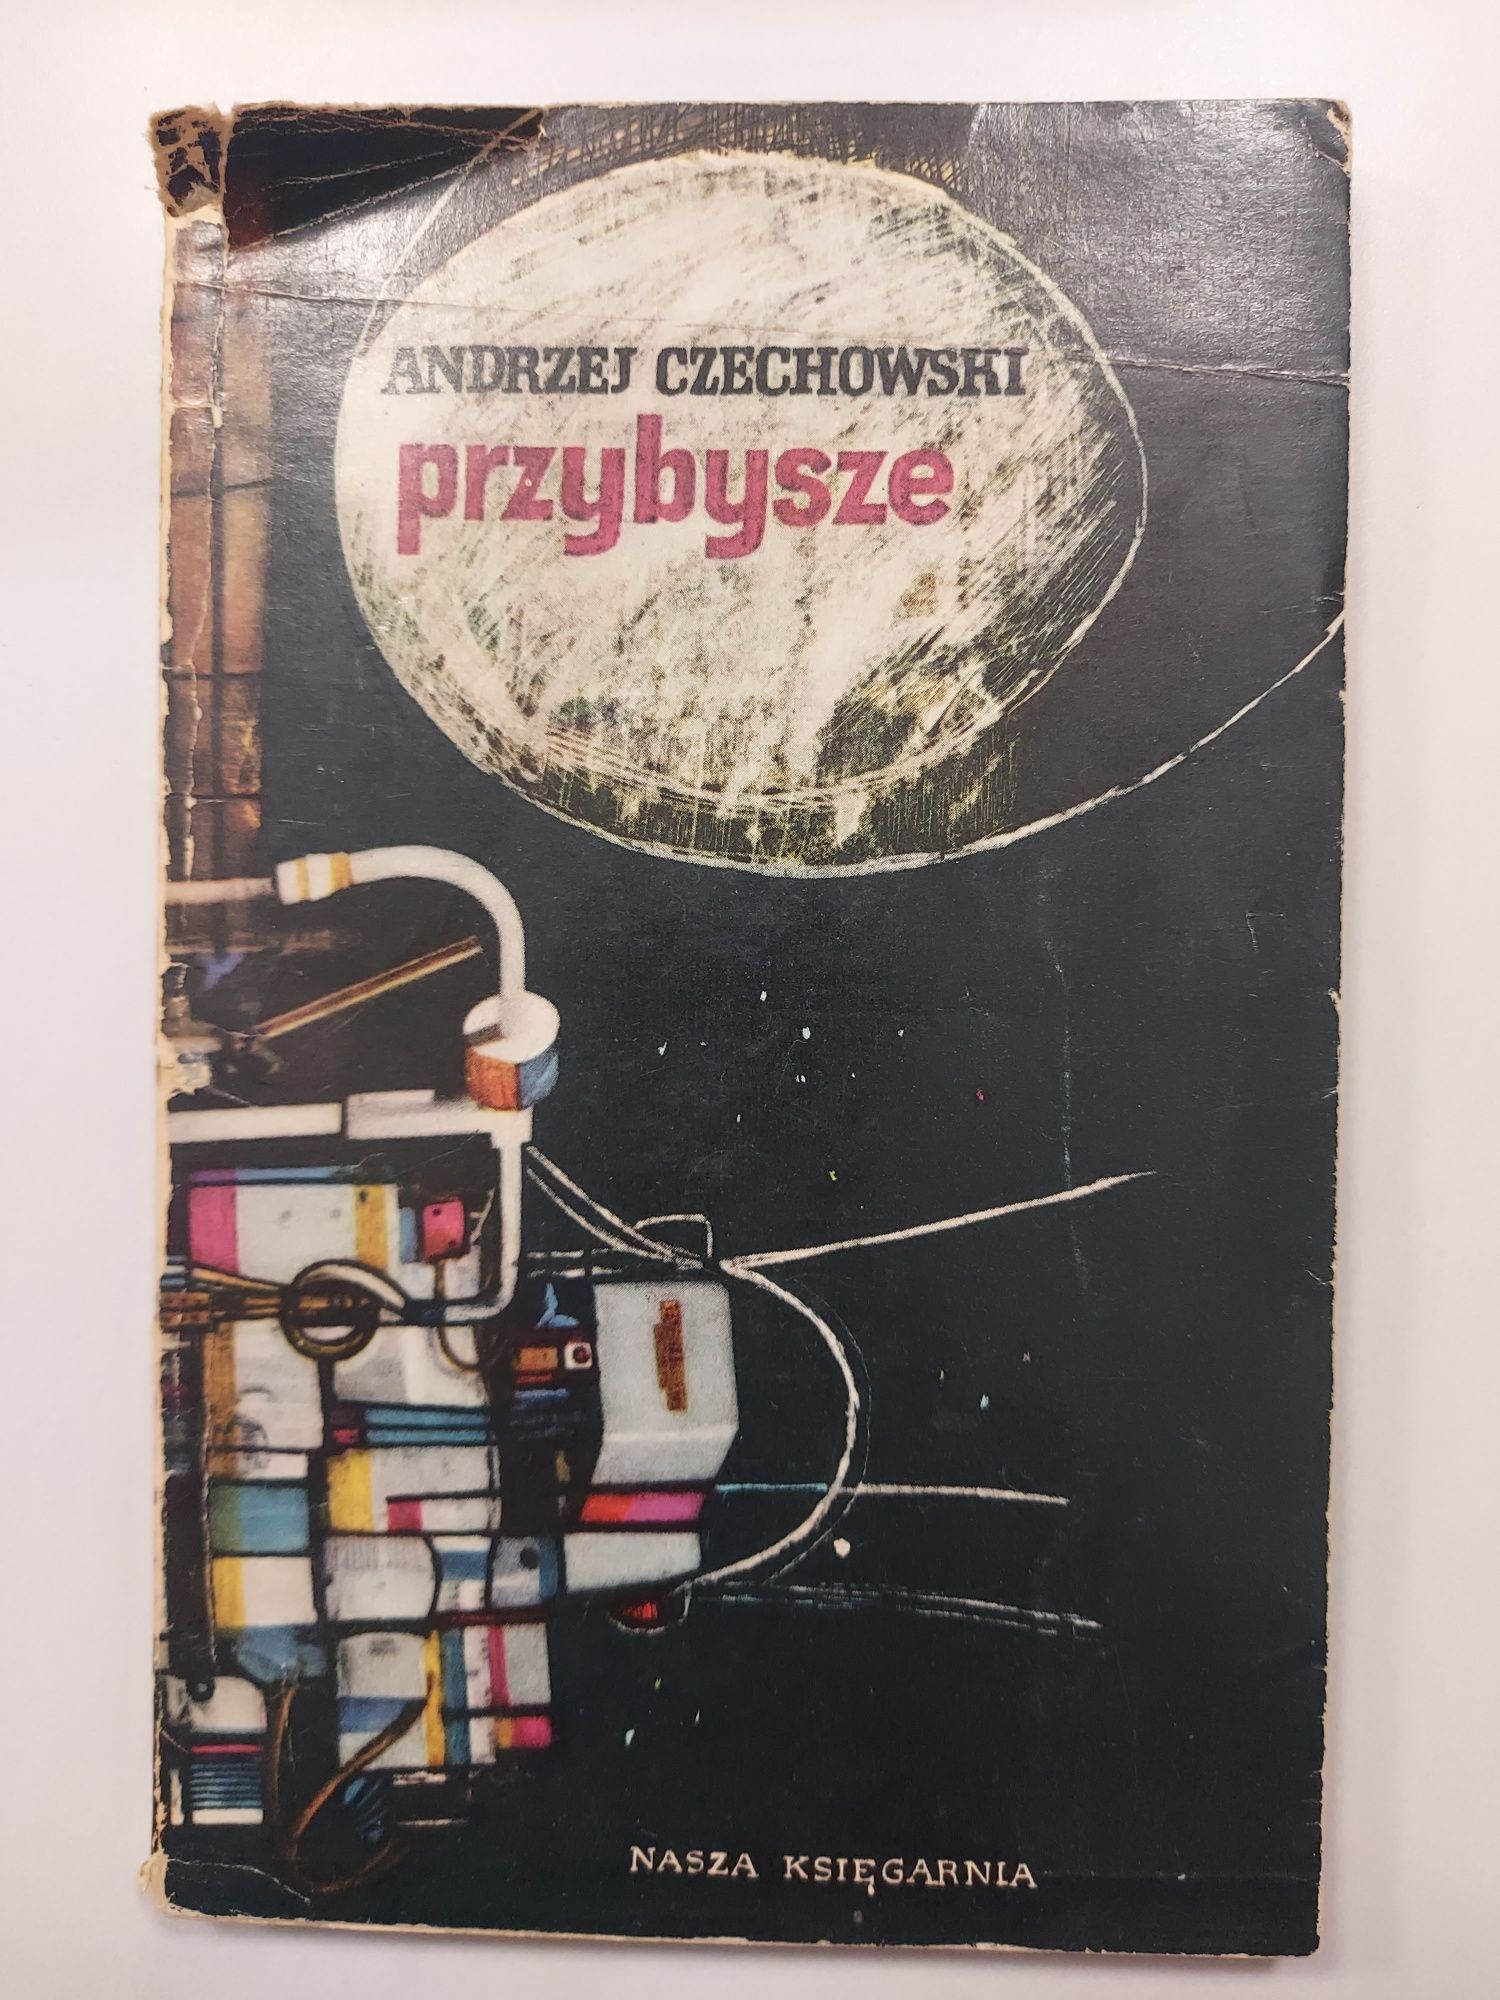 ANDRZEJ CZECHOWSKI
przybysze
NASZA KSIĘGARNIA